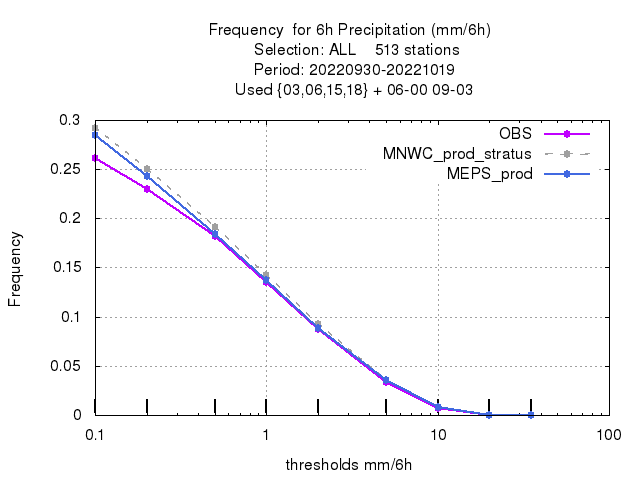 Frequency for 6h Precipitation (mm/6h)
Selection: ALL 513 stations
Period: 20220930-20221019
Used {03,06,15,18} + 06-00 09-03
OBS
MNWC_prod_stratus
MEPS_prod
Frequency
0.3
0.25
0.2
0.15
0.1
0.05
0
0.1 1 10 100
thresholds mm/6h